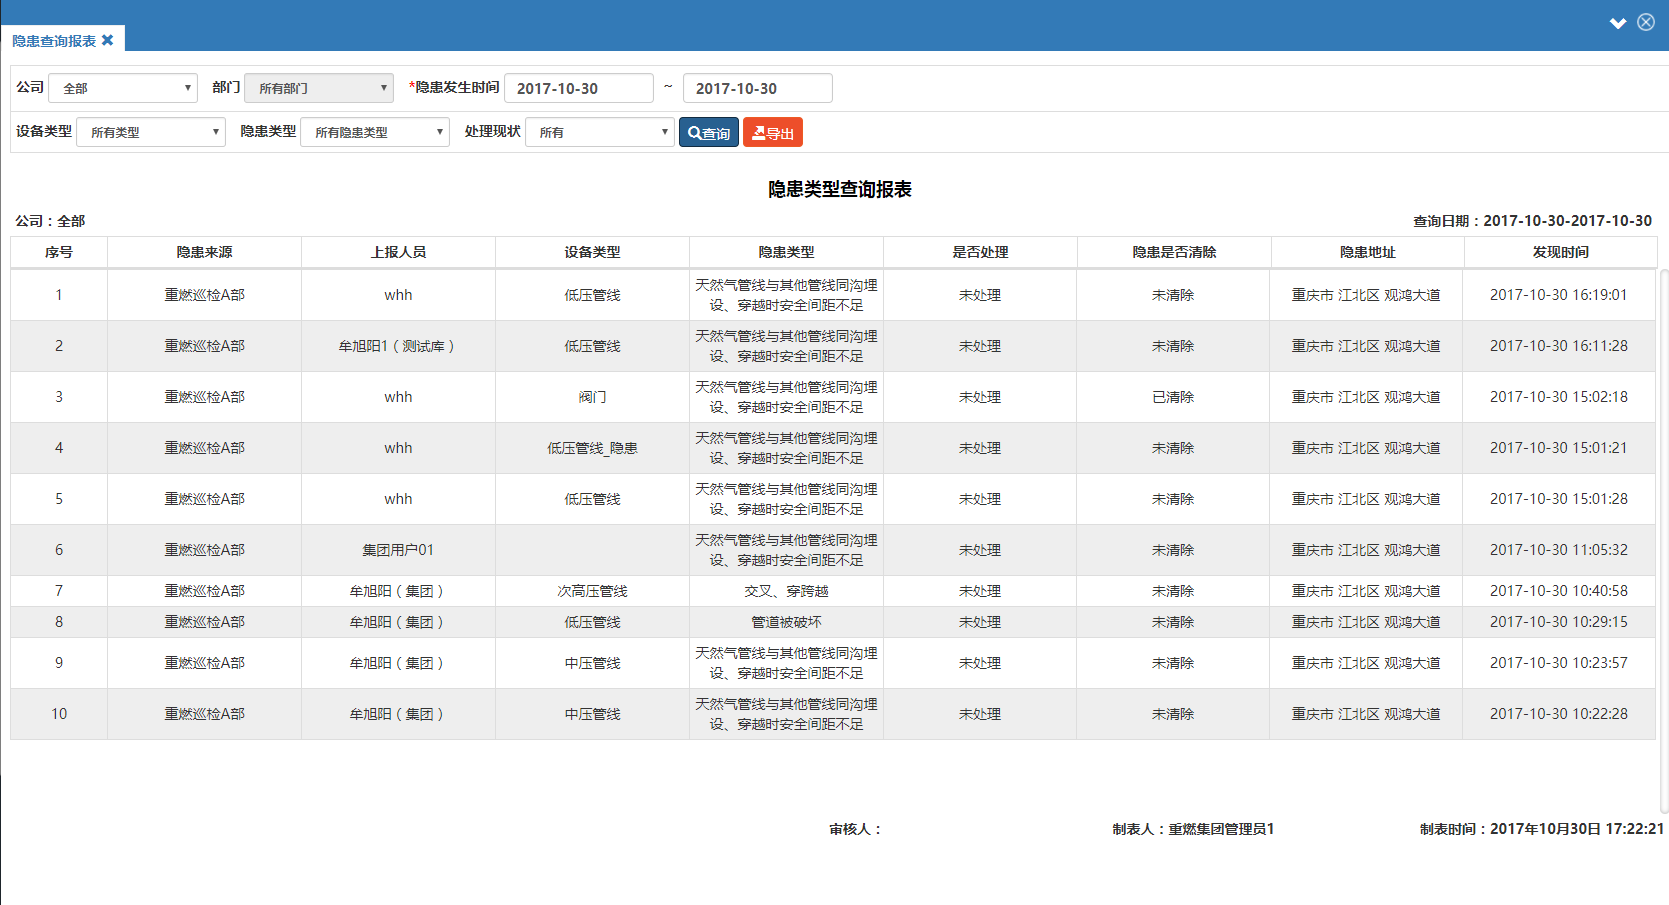 隐患查询报表
公司 全部 部门 所有部门 *隐患发生时间 2017-10-30 ~ 2017-10-30
设备类型 所有类型 隐患类型 所有隐患类型 处理现状 所有 查询 导出
隐患类型查询报表
公司：全部 查询日期：2017-10-30-2017-10-30
序号 隐患来源 上报人员 设备类型 隐患类型 是否处理 隐患是否清除 隐患地址 发现时间
1 重燃巡检A部 whh 低压管线 天然气管线与其他管线同沟埋 未处理 未清除 重庆市 江北区 观鸿大道 2017-10-30 16:19:01
设、穿越时安全间距不足
2 重燃巡检A部 牟旭阳1（测试库） 低压管线 天然气管线与其他管线同沟埋 未处理 未清除 重庆市 江北区 观鸿大道 2017-10-30 16:11:28
设、穿越时安全间距不足
3 重燃巡检A部 whh 阀门 天然气管线与其他管线同沟埋 未处理 已清除 重庆市 江北区 观鸿大道 2017-10-30 15:02:18
设、穿越时安全间距不足
4 重燃巡检A部 whh 低压管线_隐患 天然气管线与其他管线同沟埋 未处理 未清除 重庆市 江北区 观鸿大道 2017-10-30 15:01:21
设、穿越时安全间距不足
5 重燃巡检A部 whh 低压管线 天然气管线与其他管线同沟埋 未处理 未清除 重庆市 江北区 观鸿大道 2017-10-30 15:01:28
设、穿越时安全间距不足
6 重燃巡检A部 集团用户01 天然气管线与其他管线同沟埋 未处理 未清除 重庆市 江北区 观鸿大道 2017-10-30 11:05:32
设、穿越时安全间距不足
7 重燃巡检A部 牟旭阳（集团） 次高压管线 交叉、穿跨越 未处理 未清除 重庆市 江北区 观鸿大道 2017-10-30 10:40:58
8 重燃巡检A部 牟旭阳（集团） 低压管线 管道被破坏 未处理 未清除 重庆市 江北区 观鸿大道 2017-10-30 10:29:15
9 重燃巡检A部 牟旭阳（集团） 中压管线 天然气管线与其他管线同沟埋 未处理 未清除 重庆市 江北区 观鸿大道 2017-10-30 10:23:57
设、穿越时安全间距不足
10 重燃巡检A部 牟旭阳（集团） 中压管线 天然气管线与其他管线同沟埋 未处理 未清除 重庆市 江北区 观鸿大道 2017-10-30 10:22:28
设、穿越时安全间距不足
审核人： 制表人：重燃集团管理员1 制表时间：2017年10月30日 17:22:21